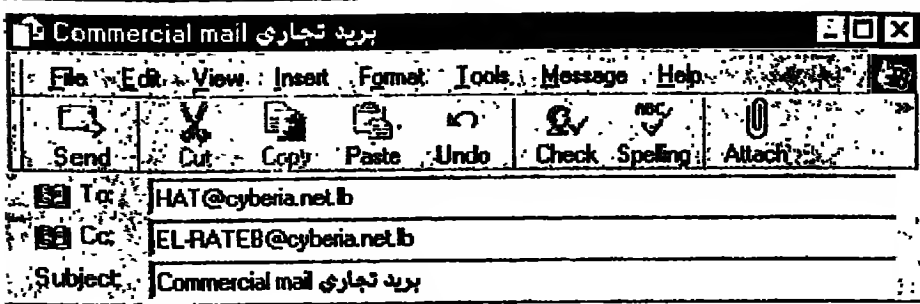 Commercial mail بريد تجاري
File Edit View Insert Format Tools Message Help
Send Cut Copy Paste Undo Check Spelling Attach
To: HAT@cyberia.net.lb
Cc: EL-RATEB@cyberia.net.lb
Subject: Commercial mail بريد تجاري